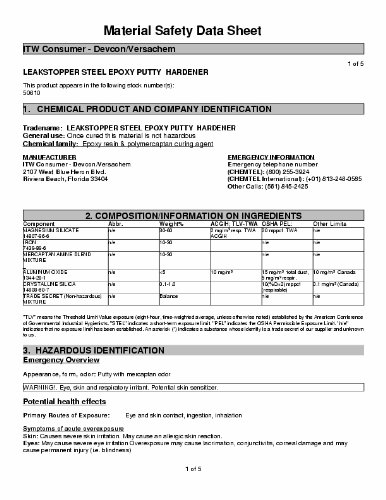 Material Safety Data Sheet
ITW Consumer - Devcon/Versachem
1 of 5
LEAKSTOPPER STEEL EPOXY PUTTY HARDENER
This product appears in the following stock number(s):
50610
1. CHEMICAL PRODUCT AND COMPANY IDENTIFICATION
Tradename: LEAKSTOPPER STEEL EPOXY PUTTY HARDENER
General use: Once cured this material is not hazardous
Chemical family: Epoxy resin & polymercaptan curing agent
MANUFACTURER EMERGENCY INFORMATION
ITW Consumer - Devcon/Versachem Emergency telephone number
2107 West Blue Heron Blvd. (CHEMTEL): (800) 255-3924
Riviera Beach, Florida 33404 (CHEMTEL International): (+01) 813-248-0585
Other Calls: (561) 845-2425
2. COMPOSITION/INFORMATION ON INGREDIENTS
Component Abbr. Weight% ACGIH, TLV-TWA OSHA PEL: Other Limits
MAGNESIUM SILICATE n/e 30-60 2 mg/m³ resp. TWA 20 mppcf TWA n/e
14807-96-6 ACGIH
IRON n/e 10-30 n/e n/e
7439-89-6
MERCAPTAN AMINE BLEND n/e 10-30 n/e n/e
MIXTURE
ALUMINUM OXIDE n/e <5 10 mg/m³ 15 mg/m³ total dust, 10 mg/m³ Canada
1344-28-1 5 mg/m³ respir.
CRYSTALLINE SILICA n/e 0.1-1.0 0.1 mg/m³ (Canada)
14808-60-7 (respirable)
TRADE SECRET (Non-hazardous) n/e Balance n/e
MIXTURE
"TLV" means the Threshold Limit Value exposure (eight-hour, time-weighted average, unless otherwise noted) established by the American Conference
of Governmental Industrial Hygienists. "STEL" indicates a short-term exposure limit. "PEL" indicates the OSHA Permissible Exposure Limit. "n/e"
indicates that no exposure limit has been established. An asterisk (*) indicates a substance whose identity is a trade secret of our supplier and unknown
to us.
3. HAZARDOUS IDENTIFICATION
Emergency Overview
Appearance, form, odor: Putty with mercaptan odor
WARNING!. Eye, skin and respiratory irritant. Potential skin sensitizer.
Potential health effects
Primary Routes of Exposure: Eye and skin contact, ingestion, inhalation
Symptoms of acute overexposure
Skin: Causes severe skin irritation. May cause an allergic skin reaction.
Eyes: May cause severe eye irritation Overexposure may cause lacrimation, conjunctivitis, corneal damage and may
cause permanent injury (i.e. blindness)
1 of 5